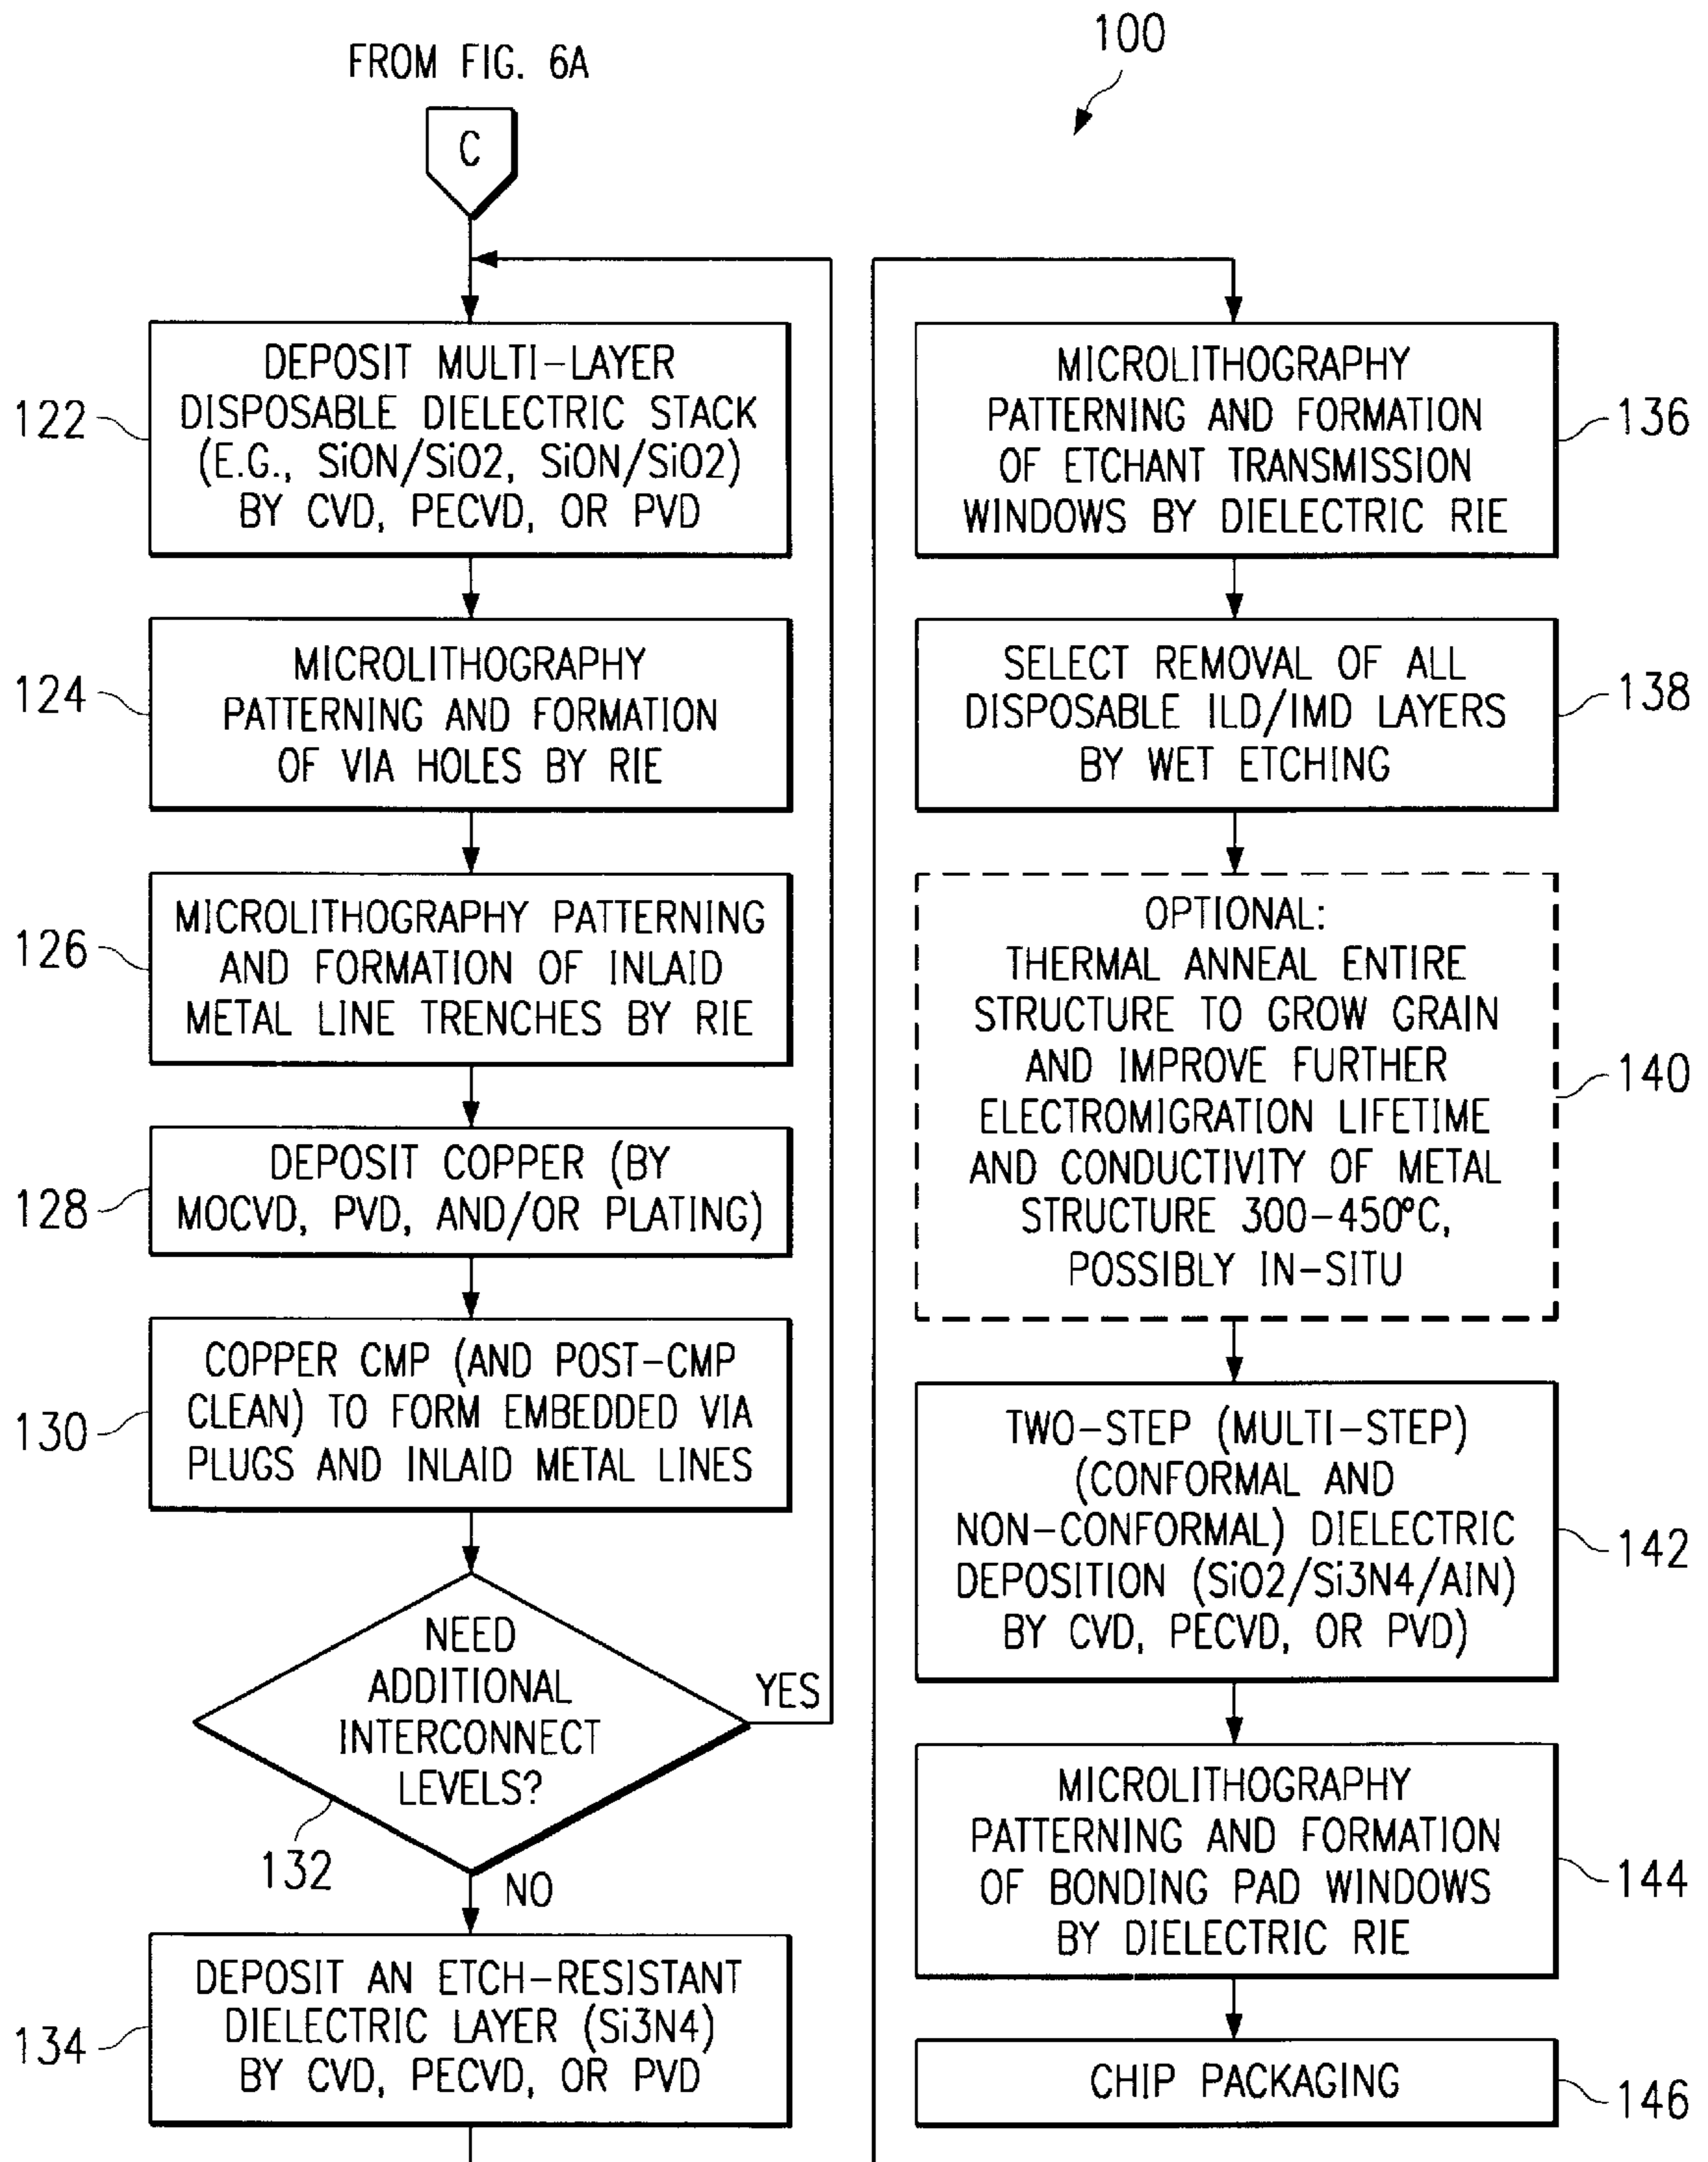 FROM FIG. 6A
100
C
122
DEPOSIT MULTI-LAYER
DISPOSABLE DIELECTRIC STACK
(E.G., SiON/SiO2, SiON/SiO2)
BY CVD, PECVD, OR PVD
124
MICROLITHOGRAPHY
PATTERNING AND FORMATION
OF VIA HOLES BY RIE
126
MICROLITHOGRAPHY PATTERNING
AND FORMATION OF INLAID
METAL LINE TRENCHES BY RIE
128
DEPOSIT COPPER (BY
MOCVD, PVD, AND/OR PLATING)
130
COPPER CMP (AND POST-CMP
CLEAN) TO FORM EMBEDDED VIA
PLUGS AND INLAID METAL LINES
NEED
ADDITIONAL
INTERCONNECT
LEVELS?
YES
132
NO
134
DEPOSIT AN ETCH-RESISTANT
DIELECTRIC LAYER (Si3N4)
BY CVD, PECVD, OR PVD
MICROLITHOGRAPHY
PATTERNING AND FORMATION
OF ETCHANT TRANSMISSION
WINDOWS BY DIELECTRIC RIE
136
SELECT REMOVAL OF ALL
DISPOSABLE ILD/IMD LAYERS
BY WET ETCHING
138
OPTIONAL:
THERMAL ANNEAL ENTIRE
STRUCTURE TO GROW GRAIN
AND IMPROVE FURTHER
ELECTROMIGRATION LIFETIME
AND CONDUCTIVITY OF METAL
STRUCTURE 300-450°C,
POSSIBLY IN-SITU
140
TWO-STEP (MULTI-STEP)
(CONFORMAL AND
NON-CONFORMAL) DIELECTRIC
DEPOSITION (SiO2/Si3N4/AlN)
BY CVD, PECVD, OR PVD)
142
MICROLITHOGRAPHY
PATTERNING AND FORMATION
OF BONDING PAD WINDOWS
BY DIELECTRIC RIE
144
CHIP PACKAGING
146